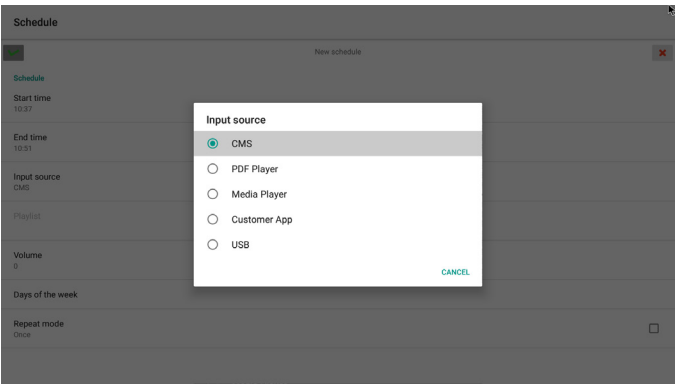 Schedule
New schedule
Schedule
Start time
10:37
End time
10:51
Input source
CMS
Playlist
Volume
0
Days of the week
Repeat mode
Once
Input source
CMS
PDF Player
Media Player
Customer App
USB
CANCEL